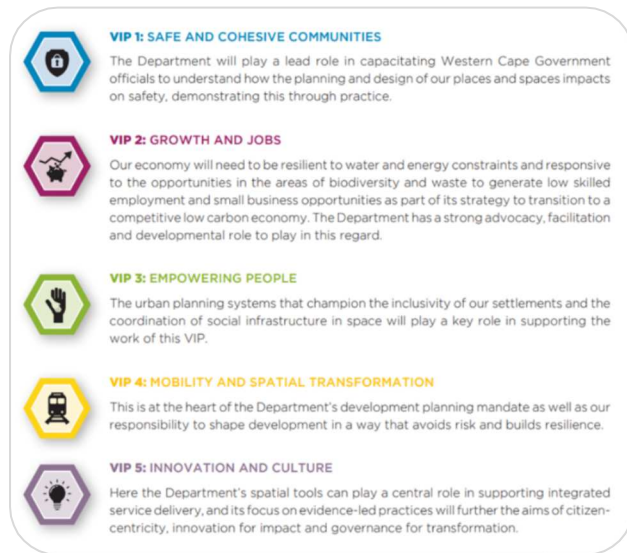 VIP 1: SAFE AND COHESIVE COMMUNITIES
The Department will play a lead role in capacitating Western Cape Government
officials to understand how the planning and design of our places and spaces impacts
on safety, demonstrating this through practice.
VIP 2: GROWTH AND JOBS
Our economy will need to be resilient to water and energy constraints and responsive
to the opportunities in the areas of biodiversity and waste to generate low skilled
employment and small business opportunities as part of its strategy to transition to a
competitive low carbon economy. The Department has a strong advocacy, facilitation
and developmental role to play in this regard.
VIP 3: EMPOWERING PEOPLE
The urban planning systems that champion the inclusivity of our settlements and the
coordination of social infrastructure in space will play a key role in supporting the
work of this VIP.
VIP 4: MOBILITY AND SPATIAL TRANSFORMATION
This is at the heart of the Department's development planning mandate as well as our
responsibility to shape development in a way that avoids risk and builds resilience.
VIP 5: INNOVATION AND CULTURE
Here the Department's spatial tools can play a central role in supporting integrated
service delivery, and its focus on evidence-led practices will further the aims of citizen-
centricity, innovation for impact and governance for transformation.